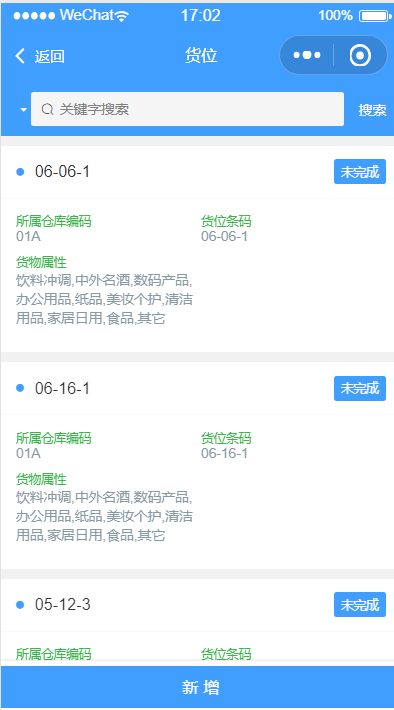 WeChat 17:02 100%
返回 货位
关键字搜索 搜索
06-06-1 未完成
所属仓库编码 货位条码
01A 06-06-1
货物属性
饮料冲调,中外名酒,数码产品,
办公用品,纸品,美妆个护,清洁
用品,家居日用,食品,其它
06-16-1 未完成
所属仓库编码 货位条码
01A 06-16-1
货物属性
饮料冲调,中外名酒,数码产品,
办公用品,纸品,美妆个护,清洁
用品,家居日用,食品,其它
05-12-3 未完成
所属仓库编码 货位条码
新 增